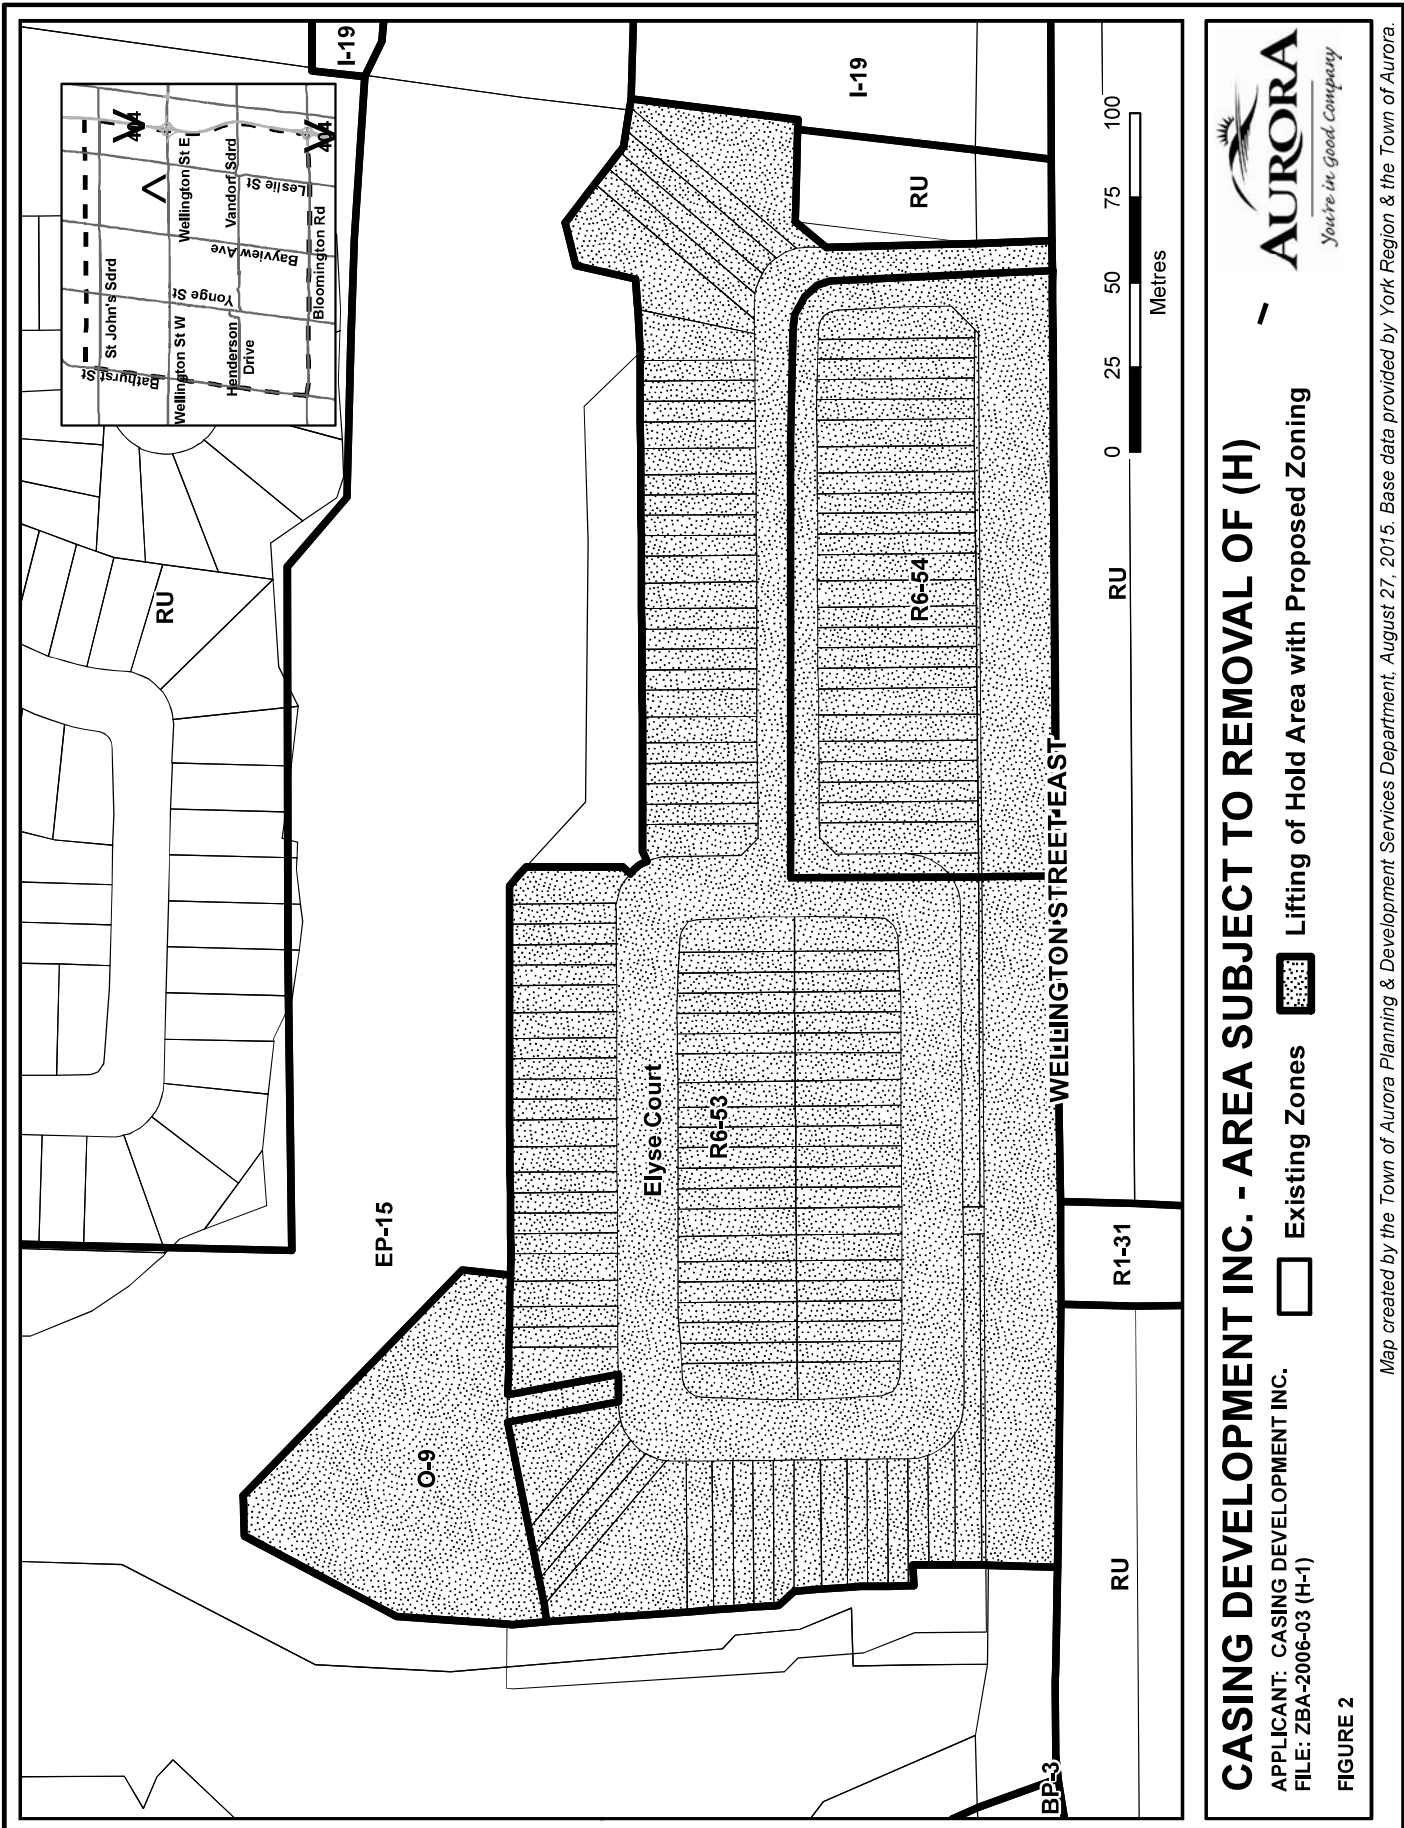 I-19
I-19
RU
RU
EP-15
O-9
Elyse Court
R6-53
R6-54
RU
WELLINGTON STREET EAST
RU
R1-31
RU
BP-3
St John's Sdrd
Bathurst St
Wellington St W
Wellington St E
Yonge St
Bayview Ave
Leslie St
Henderson
Drive
Vandorf Sdrd
Bloomington Rd
404
404
0 25 50 75 100
Metres
CASING DEVELOPMENT INC. - AREA SUBJECT TO REMOVAL OF (H)
APPLICANT: CASING DEVELOPMENT INC.
FILE: ZBA-2006-03 (H-1)
FIGURE 2
Existing Zones
Lifting of Hold Area with Proposed Zoning
AURORA
You're in Good Company
Map created by the Town of Aurora Planning & Development Services Department, August 27, 2015. Base data provided by York Region & the Town of Aurora.